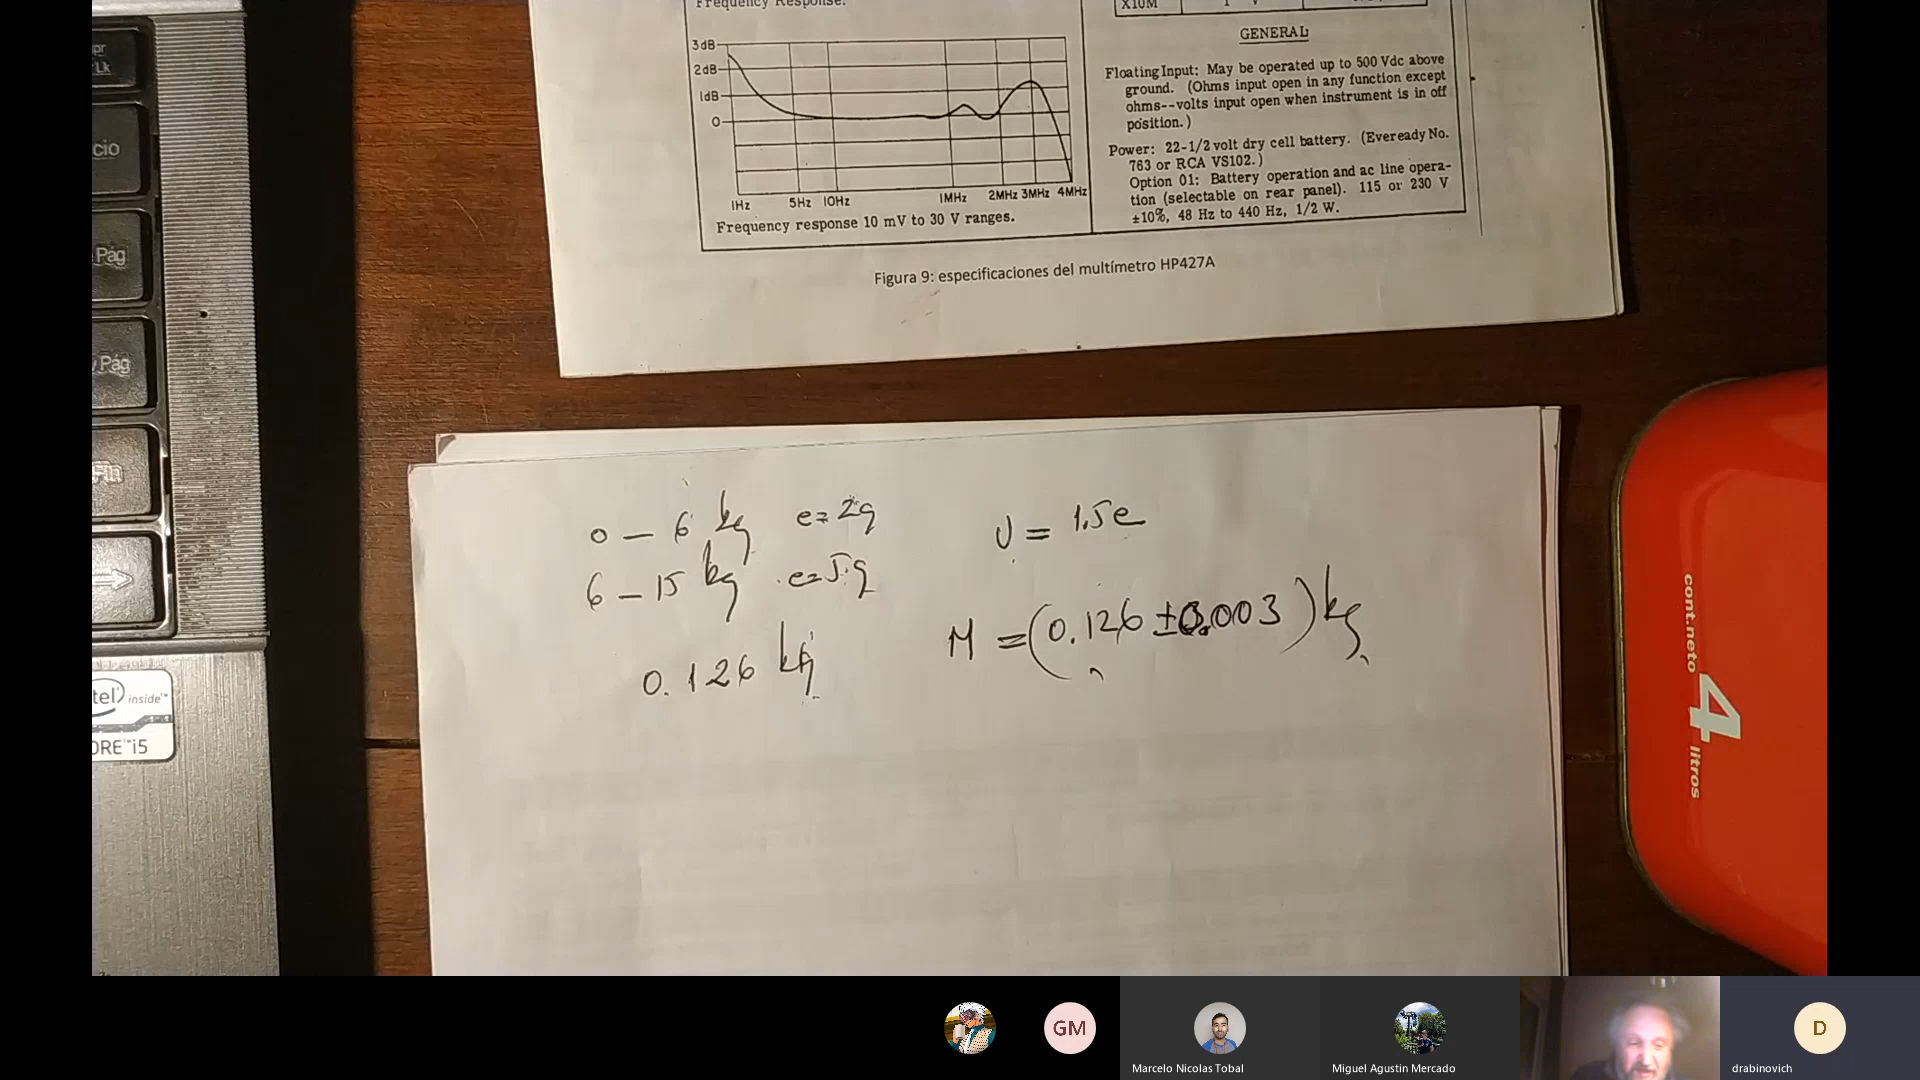 Frequency Response:
3dB
2dB
1dB
0
1Hz 5Hz 10Hz 1MHz 2MHz 3MHz 4MHz
Frequency response 10 mV to 30 V ranges.
X10M 1 V
GENERAL
Floating Input: May be operated up to 500 Vdc above
ground. (Ohms input open in any function except
ohms--volts input open when instrument is in off
position.)
Power: 22-1/2 volt dry cell battery. (Eveready No.
763 or RCA VS102.)
Option 01: Battery operation and ac line opera-
tion (selectable on rear panel). 115 or 230 V
±10%, 48 Hz to 440 Hz, 1/2 W.
Figura 9: especificaciones del multímetro HP427A
0 — 6 kg e=2g
6 — 15 kg e=5g
0.126 kg
U = 1.5e
M = (0.126 ±0.003) kg
cont.neto
4
litros
Lk
cio
Pág
Pág
Fin
tel inside™
ORE™i5
GM
Marcelo Nicolas Tobal
Miguel Agustin Mercado
D
drabinovich